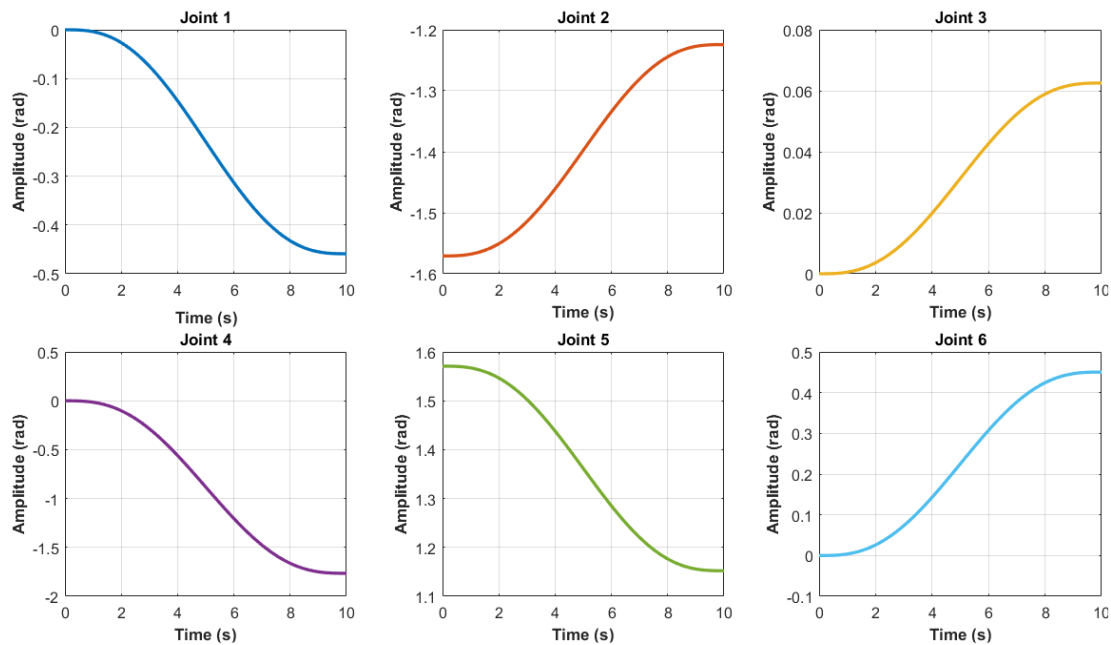 Joint 1
0
-0.1
-0.2
-0.3
-0.4
-0.5
Amplitude (rad)
0 2 4 6 8 10
Time (s)
Joint 2
-1.2
-1.3
-1.4
-1.5
-1.6
Amplitude (rad)
0 2 4 6 8 10
Time (s)
Joint 3
0.08
0.06
0.04
0.02
0
Amplitude (rad)
0 2 4 6 8 10
Time (s)
Joint 4
0.5
0
-0.5
-1
-1.5
-2
Amplitude (rad)
0 2 4 6 8 10
Time (s)
Joint 5
1.6
1.5
1.4
1.3
1.2
1.1
Amplitude (rad)
0 2 4 6 8 10
Time (s)
Joint 6
0.5
0.4
0.3
0.2
0.1
0
-0.1
Amplitude (rad)
0 2 4 6 8 10
Time (s)